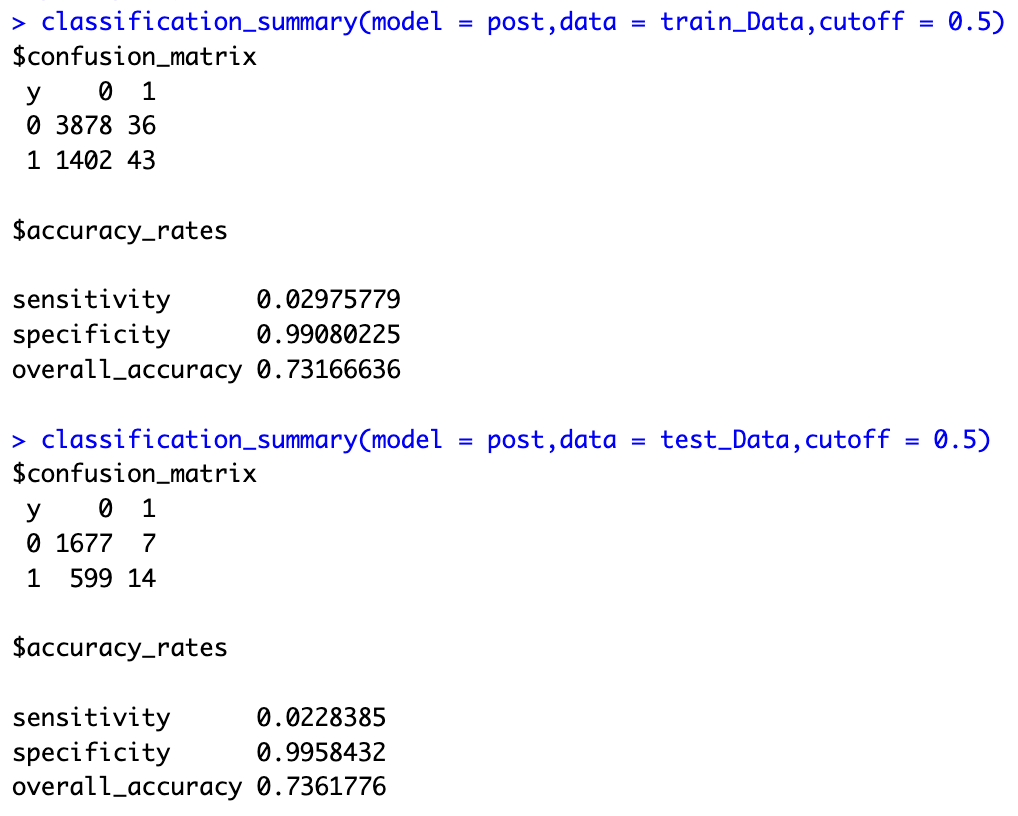 > classification_summary(model = post,data = train_Data,cutoff = 0.5)
$confusion_matrix
y    0  1
0 3878 36
1 1402 43
$accuracy_rates
sensitivity      0.02975779
specificity      0.99080225
overall_accuracy 0.73166636
> classification_summary(model = post,data = test_Data,cutoff = 0.5)
$confusion_matrix
y    0  1
0 1677  7
1  599 14
$accuracy_rates
sensitivity      0.0228385
specificity      0.9958432
overall_accuracy 0.7361776